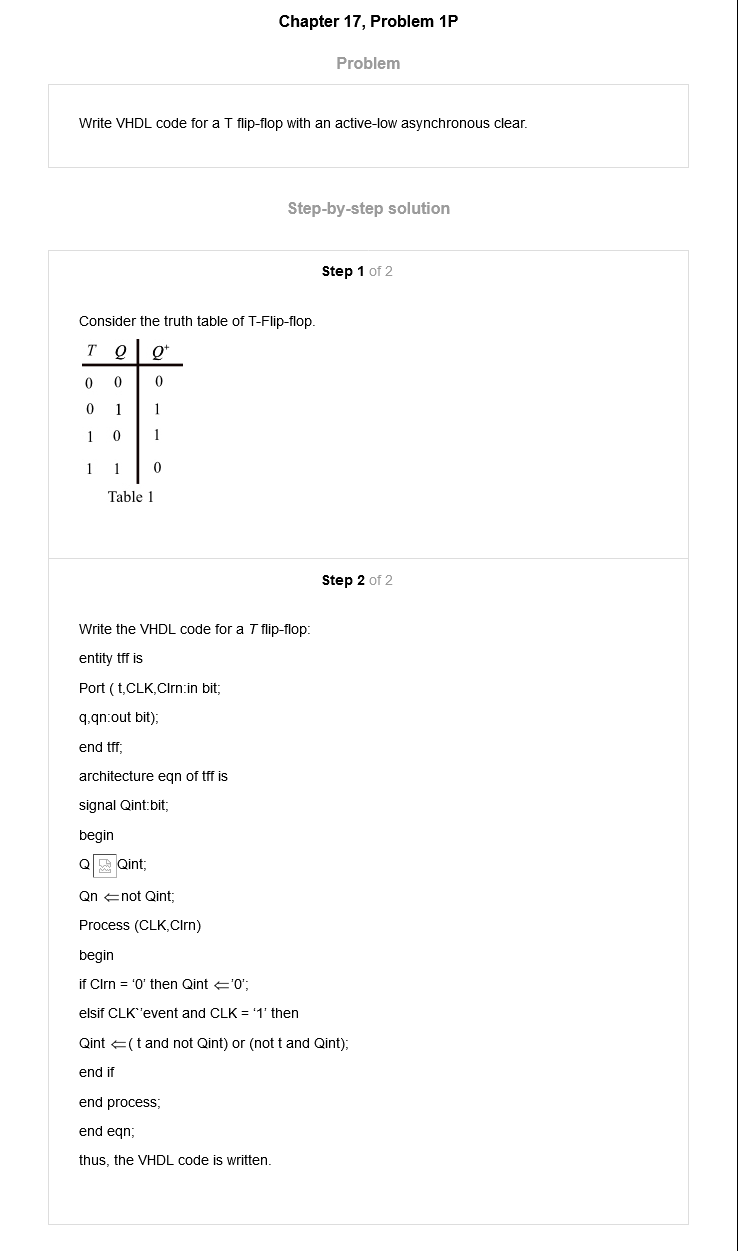 Chapter 17, Problem 1P
Problem
Write VHDL code for a T flip-flop with an active-low asynchronous clear.
Step-by-step solution
Step 1 of 2
Consider the truth table of T-Flip-flop.
T Q Q⁺
0 0 0
0 1 1
1 0 1
1 1 0
Table 1
Step 2 of 2
Write the VHDL code for a T flip-flop:
entity tff is
Port ( t,CLK,Clrn:in bit;
q,qn:out bit);
end tff;
architecture eqn of tff is
signal Qint:bit;
begin
Q Qint;
Qn ⇐not Qint;
Process (CLK,Clrn)
begin
if Clrn = ‘0’ then Qint ⇐’0’;
elsif CLK`’event and CLK = ‘1’ then
Qint ⇐( t and not Qint) or (not t and Qint);
end if
end process;
end eqn;
thus, the VHDL code is written.